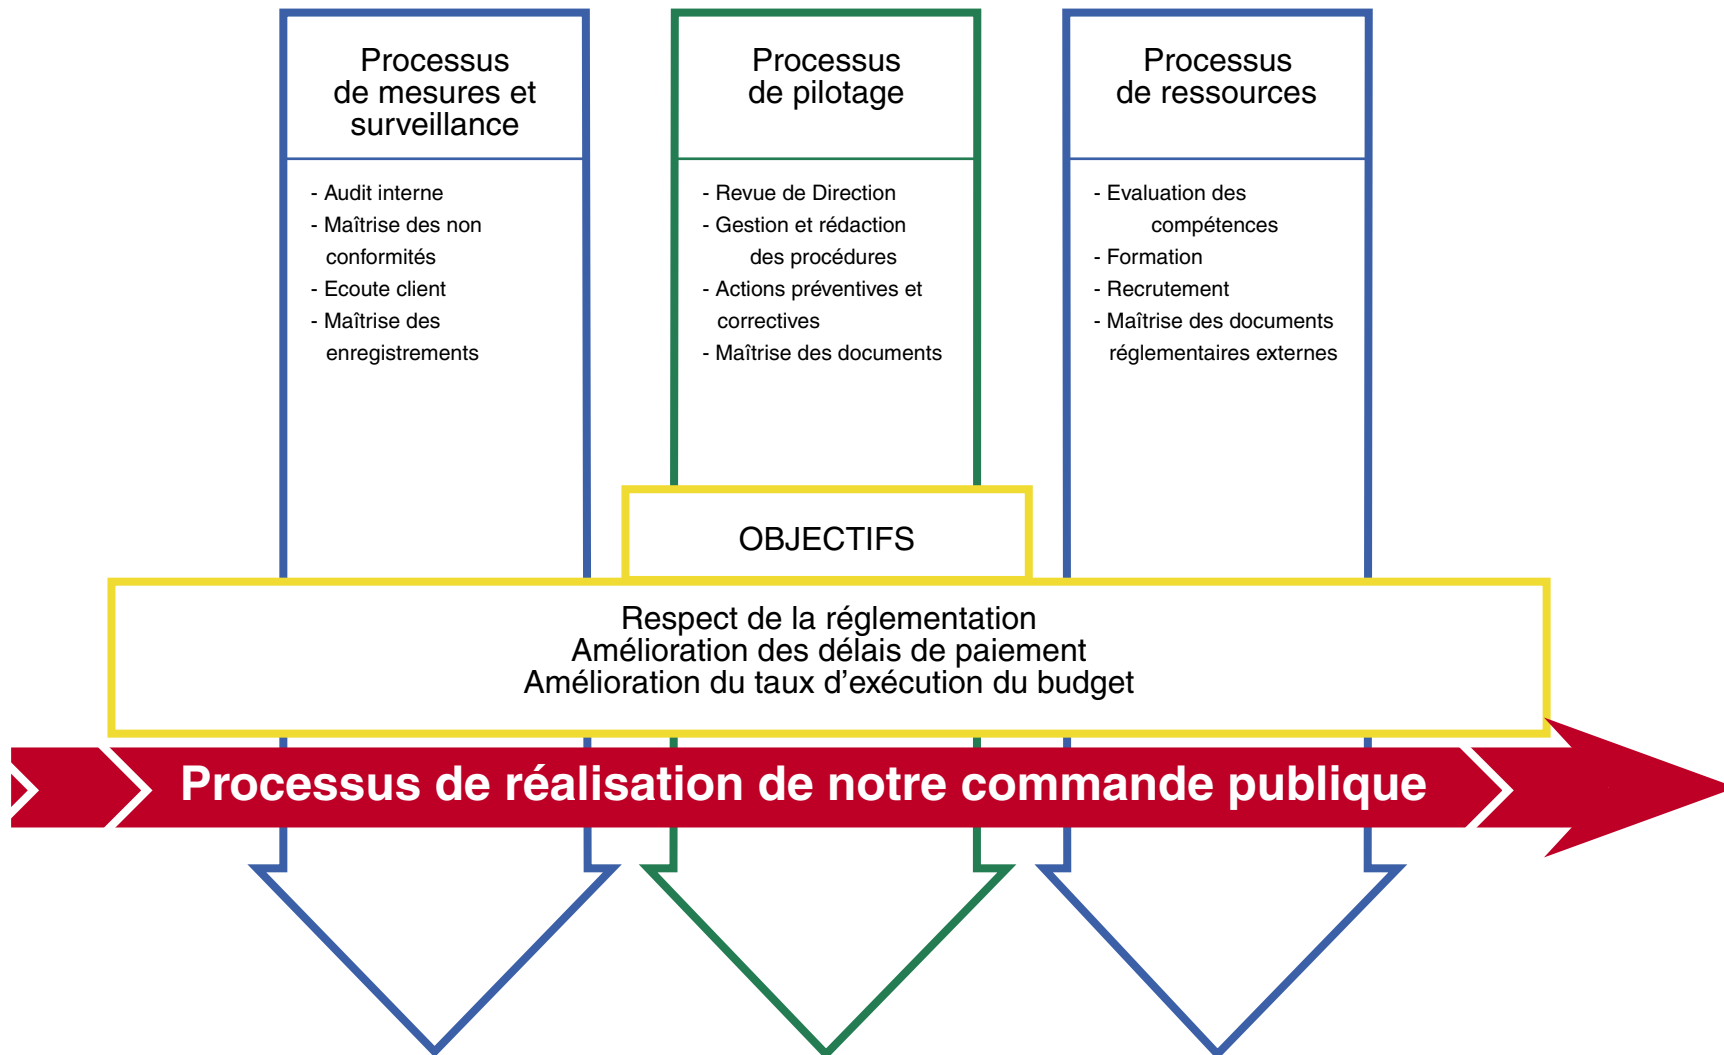 Processus
de mesures et
surveillance
- Audit interne
- Maîtrise des non
conformités
- Ecoute client
- Maîtrise des
enregistrements
Processus
de pilotage
- Revue de Direction
- Gestion et rédaction
des procédures
- Actions préventives et
correctives
- Maîtrise des documents
Processus
de ressources
- Evaluation des
compétences
- Formation
- Recrutement
- Maîtrise des documents
réglementaires externes
OBJECTIFS
Respect de la réglementation
Amélioration des délais de paiement
Amélioration du taux d'exécution du budget
Processus de réalisation de notre commande publique